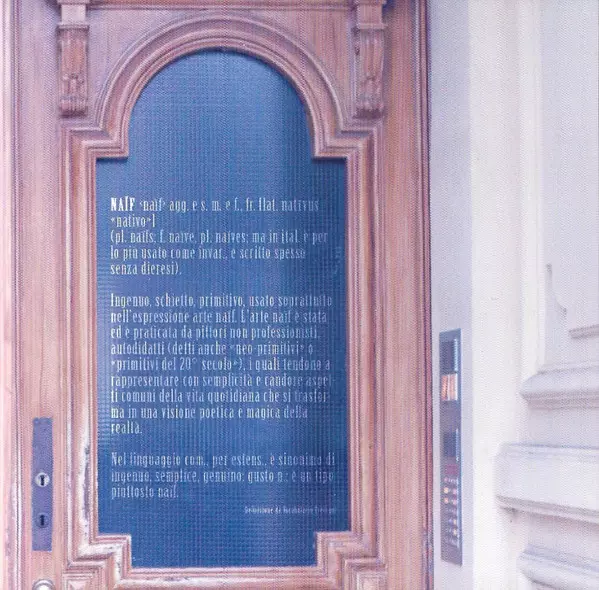 NAÏF ‹naìf› agg. e s. m. e f., fr. [lat. nativus
«nativo»]
(pl. naïfs; f. naïve, pl. naïves; ma in ital. è per
lo più usato come invar., e scritto spesso
senza dieresi).
Ingenuo, schietto, primitivo, usato soprattutto
nell'espressione arte naïf. L'arte naïf è stata
ed è praticata da pittori non professionisti,
autodidatti (detti anche «neo-primitivi» o
«primitivi del 20° secolo»), i quali tendono a
rappresentare con semplicità e candore aspet-
ti comuni della vita quotidiana che si trasfor-
ma in una visione poetica e magica della
realtà.
Nel linguaggio com., per estens., è sinonimo di
ingenuo, semplice, genuino: gusto n.; è un tipo
piuttosto naïf.
da Vocabolario